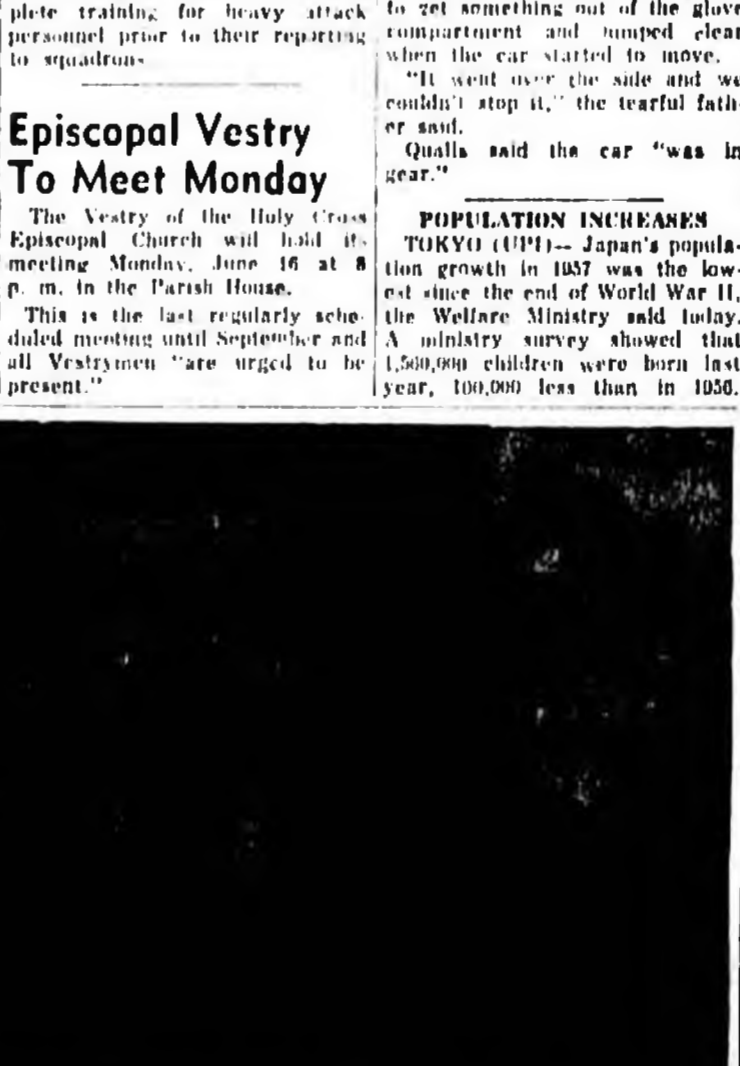 plete training for heavy attack
personnel prior to their reporting
to squadrons
Episcopal Vestry
To Meet Monday
The Vestry of the Holy Cross
Episcopal Church will hold its
meeting Monday, June 16 at 8
p. m. in the Parish House.
This is the last regularly sche-
duled meeting until September and
all Vestrymen "are urged to be
present."
to get something out of the glove
compartment and jumped clear
when the car started to move.
"It went over the side and we
couldn't stop it," the tearful fath-
er said.
Qualls said the car "was in
gear."
POPULATION INCREASES
TOKYO (UPI)-- Japan's popula-
tion growth in 1957 was the low-
est since the end of World War II,
the Welfare Ministry said today.
A ministry survey showed that
1,560,000 children were born last
year, 100,000 less than in 1956.